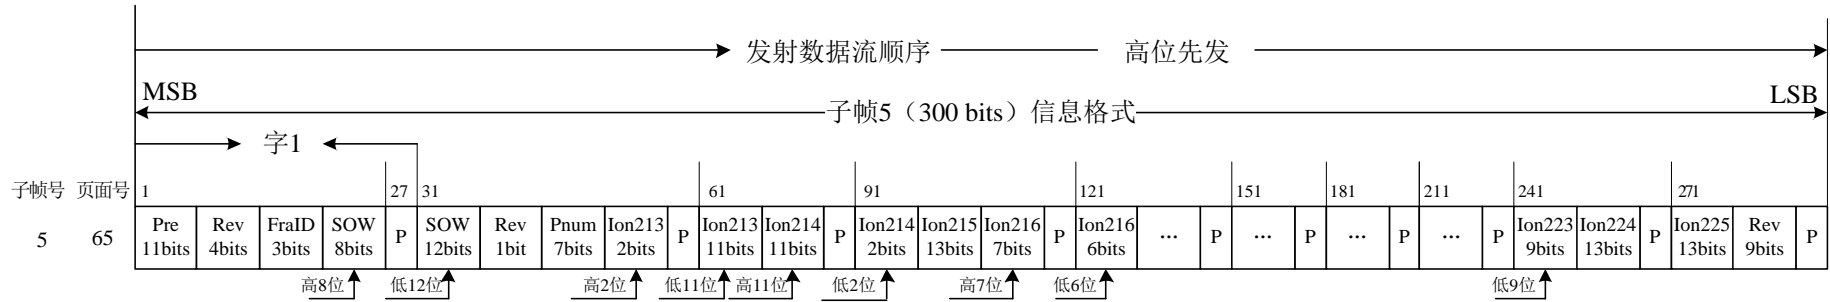 发射数据流顺序 高位先发
MSB LSB
子帧5（300 bits）信息格式
字1
子帧号 页面号 1 27 31 61 91 121 151 181 211 241 271
Pre Rev FraID SOW SOW Rev Pnum Ion213 Ion213 Ion214 Ion214 Ion215 Ion216 Ion216 Ion223 Ion224 Ion225 Rev
5 65 P P P P ... P ... P ... P ... P P P
11bits 4bits 3bits 8bits 12bits 1bit 7bits 2bits 11bits 11bits 2bits 13bits 7bits 6bits 9bits 13bits 13bits 9bits
高8位 低12位 高2位 低11位 高11位 低2位 高7位 低6位 低9位